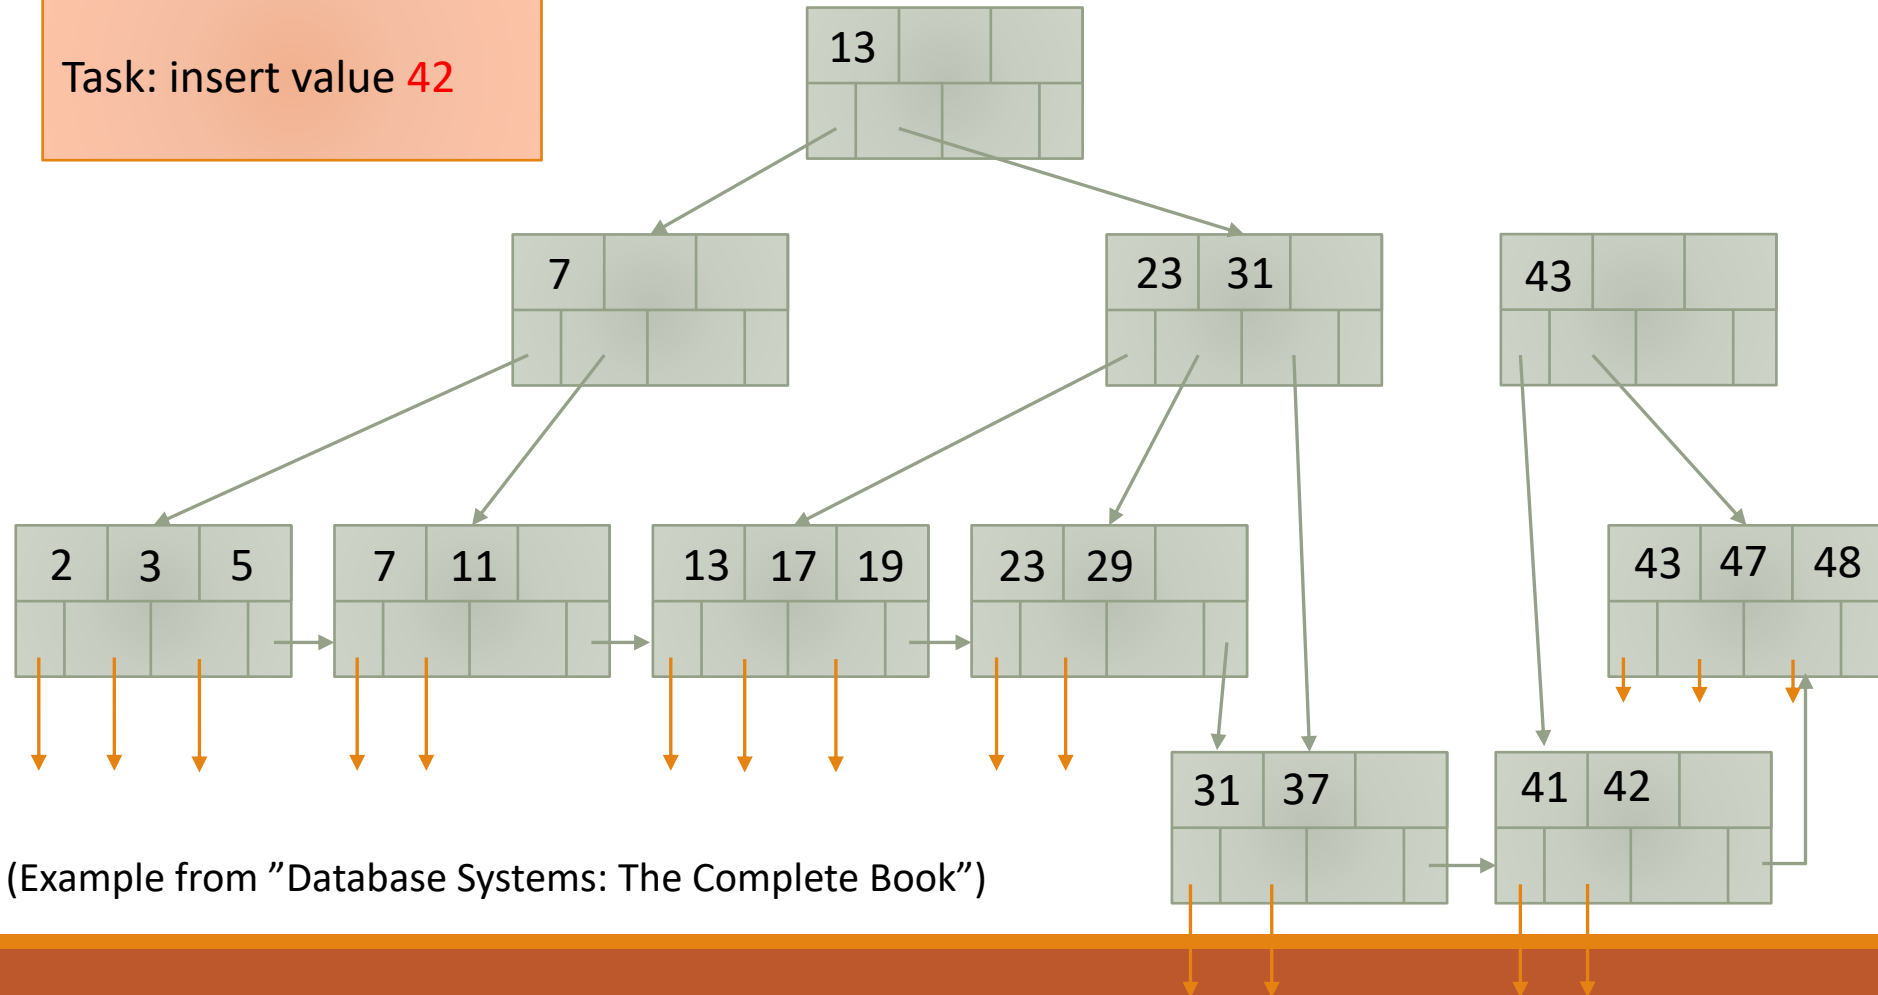 Task: insert value 42
13
7
23 31
43
2 3 5
7 11
13 17 19
23 29
43 47 48
31 37
41 42
(Example from ”Database Systems: The Complete Book”)